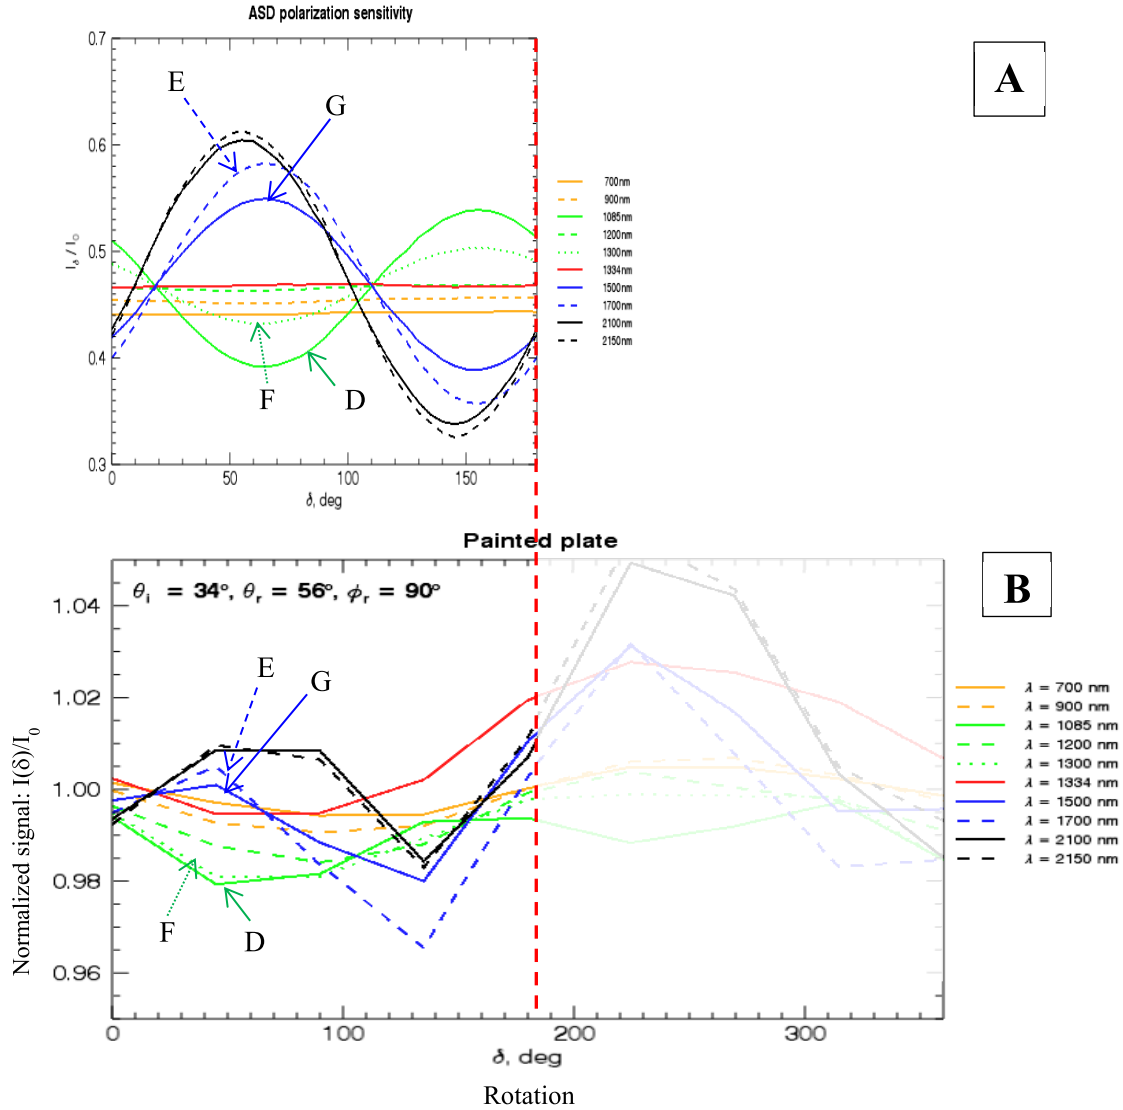 ASD polarization sensitivity
A
0.7
0.6
0.5
0.4
0.3
I_δ / I_0
E
G
F
D
0
50
100
150
δ, deg
700nm
900nm
1085nm
1200nm
1300nm
1334nm
1500nm
1700nm
2100nm
2150nm
Painted plate
B
θi = 34°, θr = 56°, ϕr = 90°
1.04
1.02
1.00
0.98
0.96
Normalized signal: I(δ)/I0
E
G
F
D
0
100
200
300
δ, deg
Rotation
λ = 700 nm
λ = 900 nm
λ = 1085 nm
λ = 1200 nm
λ = 1300 nm
λ = 1334 nm
λ = 1500 nm
λ = 1700 nm
λ = 2100 nm
λ = 2150 nm